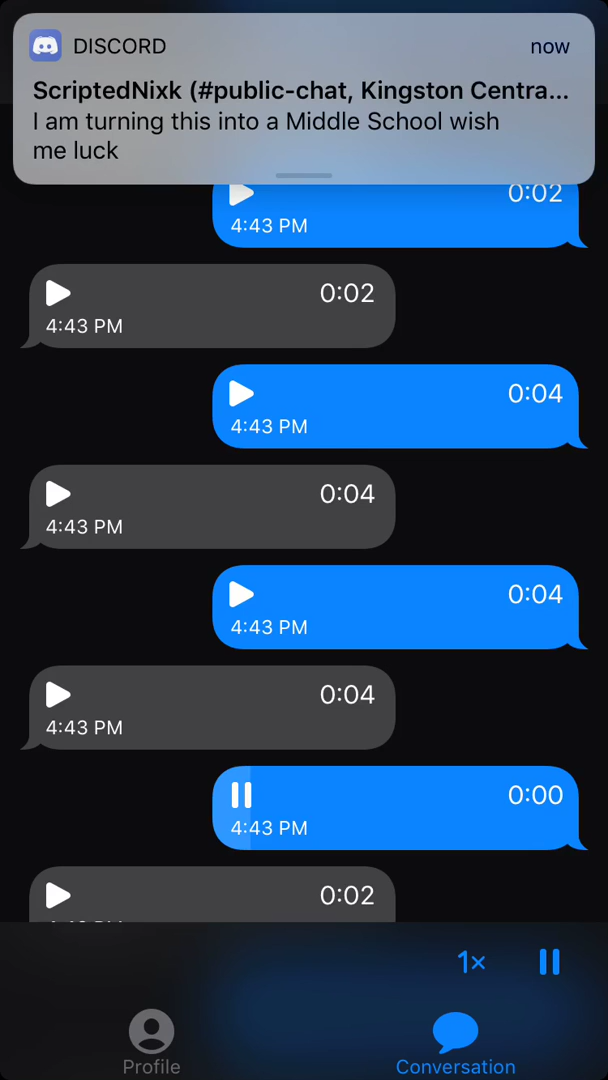 DISCORD now
ScriptedNixk (#public-chat, Kingston Centra...
I am turning this into a Middle School wish
me luck
0:02
4:43 PM
0:02
4:43 PM
0:04
4:43 PM
0:04
4:43 PM
0:04
4:43 PM
0:04
4:43 PM
0:00
4:43 PM
0:02
1×
Profile Conversation